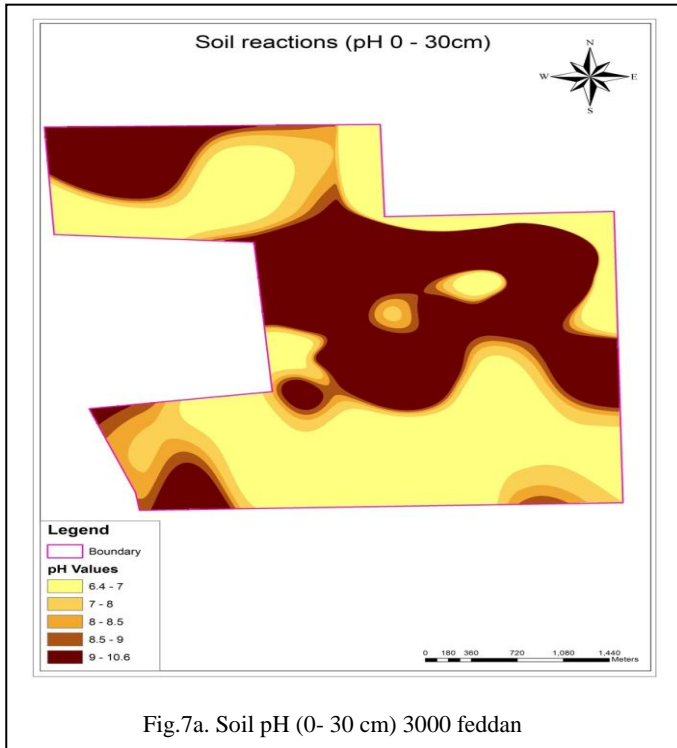 Soil reactions (pH 0 - 30cm)
N
W E
S
Legend
Boundary
pH Values
6.4 - 7
7 - 8
8 - 8.5
8.5 - 9
9 - 10.6
0 180 360 720 1,080 1,440
Meters
Fig.7a. Soil pH (0- 30 cm) 3000 feddan